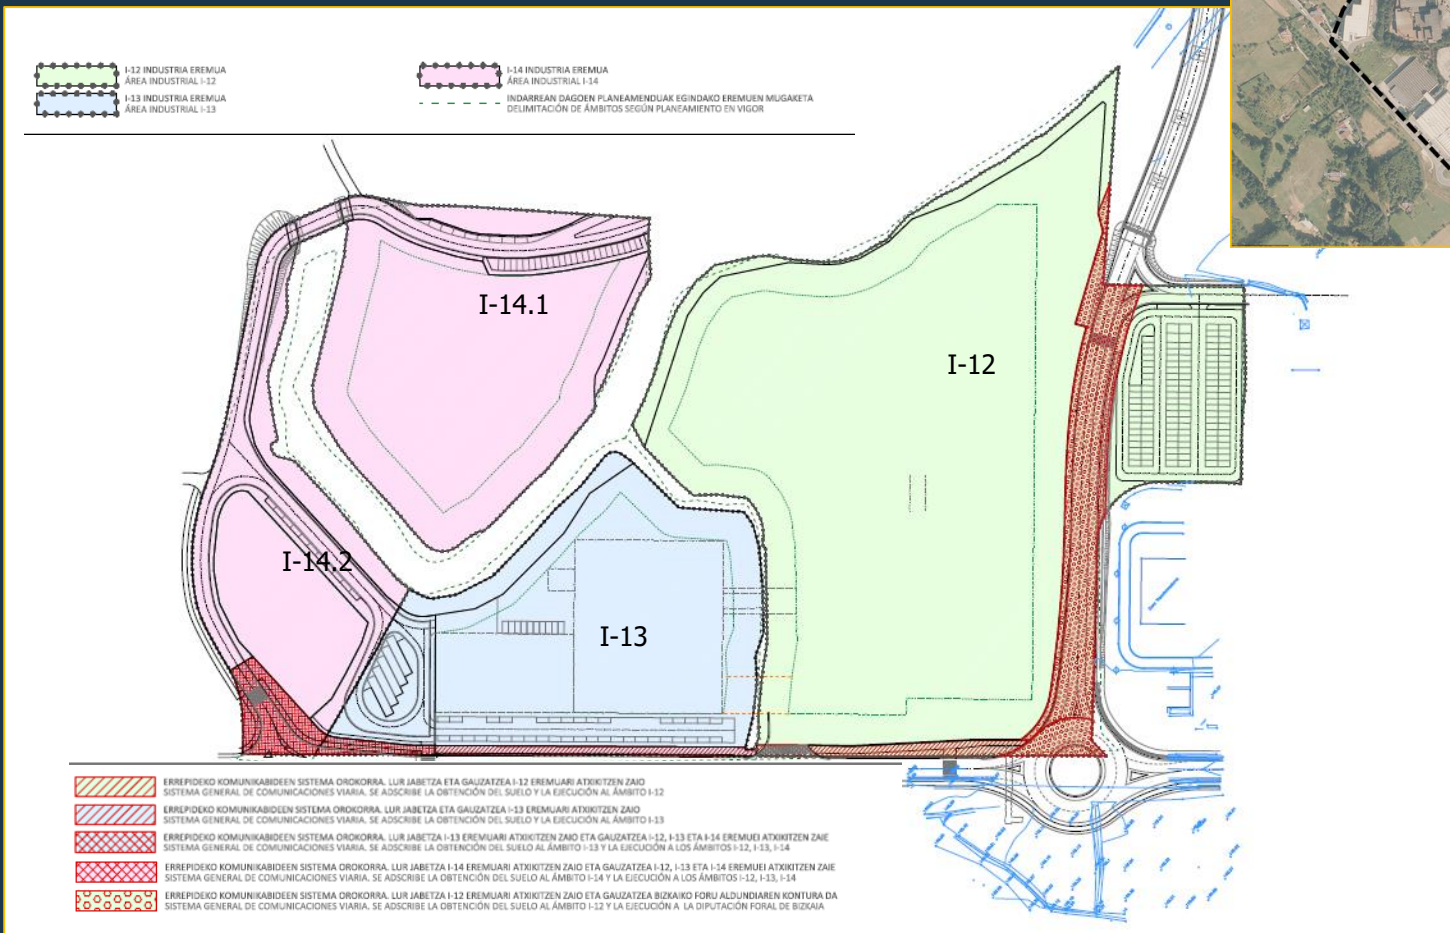 I-12 INDUSTRIA EREMUA
ÁREA INDUSTRIAL I-12
I-13 INDUSTRIA EREMUA
ÁREA INDUSTRIAL I-13
I-14 INDUSTRIA EREMUA
ÁREA INDUSTRIAL I-14
INDARREAN DAGOEN PLANEAMENDUAK EGINDAKO EREMUEN MUGAKETA
DELIMITACIÓN DE ÁMBITOS SEGÚN PLANEAMIENTO EN VIGOR
I-14.1
I-12
I-14.2
I-13
ERREPIDEKO KOMUNIKABIDEEN SISTEMA OROKORRA. LUR JABETZA ETA GAUZATZEA I-12 EREMUARI ATXIKITZEN ZAIO
SISTEMA GENERAL DE COMUNICACIONES VIARIA. SE ADSCRIBE LA OBTENCIÓN DEL SUELO Y LA EJECUCIÓN AL ÁMBITO I-12
ERREPIDEKO KOMUNIKABIDEEN SISTEMA OROKORRA. LUR JABETZA ETA GAUZATZEA I-13 EREMUARI ATXIKITZEN ZAIO
SISTEMA GENERAL DE COMUNICACIONES VIARIA. SE ADSCRIBE LA OBTENCIÓN DEL SUELO Y LA EJECUCIÓN AL ÁMBITO I-13
ERREPIDEKO KOMUNIKABIDEEN SISTEMA OROKORRA. LUR JABETZA I-13 EREMUARI ATXIKITZEN ZAIO ETA GAUZATZEA I-12, I-13 ETA I-14 EREMUEI ATXIKITZEN ZAIE
SISTEMA GENERAL DE COMUNICACIONES VIARIA. SE ADSCRIBE LA OBTENCIÓN DEL SUELO AL ÁMBITO I-13 Y LA EJECUCIÓN A LOS ÁMBITOS I-12, I-13, I-14
ERREPIDEKO KOMUNIKABIDEEN SISTEMA OROKORRA. LUR JABETZA I-14 EREMUARI ATXIKITZEN ZAIO ETA GAUZATZEA I-12, I-13 ETA I-14 EREMUEI ATXIKITZEN ZAIE
SISTEMA GENERAL DE COMUNICACIONES VIARIA. SE ADSCRIBE LA OBTENCIÓN DEL SUELO AL ÁMBITO I-14 Y LA EJECUCIÓN A LOS ÁMBITOS I-12, I-13, I-14
ERREPIDEKO KOMUNIKABIDEEN SISTEMA OROKORRA. LUR JABETZA I-12 EREMUARI ATXIKITZEN ZAIO ETA GAUZATZEA BIZKAIKO FORU ALDUNDIAREN KONTURA DA
SISTEMA GENERAL DE COMUNICACIONES VIARIA. SE ADSCRIBE LA OBTENCIÓN DEL SUELO AL ÁMBITO I-12 Y LA EJECUCIÓN A LA DIPUTACIÓN FORAL DE BIZKAIA